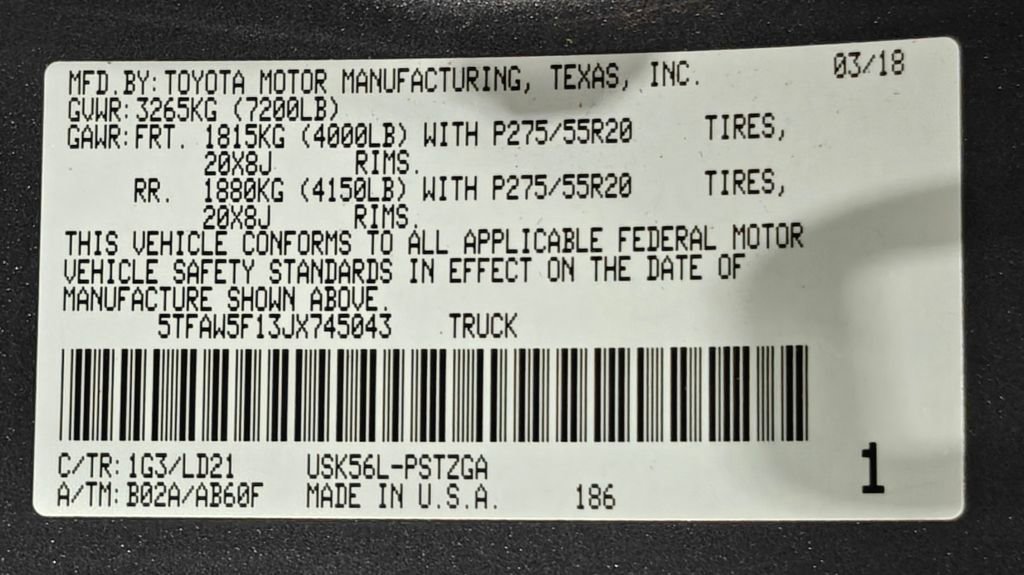 MFD.BY: TOYOTA MOTOR MANUFACTURING, TEXAS, INC. 03/18
GVWR: 3265KG (7200LB)
GAWR: FRT. 1815KG (4000LB) WITH P275/55R20 TIRES,
20X8J RIMS.
RR. 1880KG (4150LB) WITH P275/55R20 TIRES,
20X8J RIMS.
THIS VEHICLE CONFORMS TO ALL APPLICABLE FEDERAL MOTOR
VEHICLE SAFETY STANDARDS IN EFFECT ON THE DATE OF
MANUFACTURE SHOWN ABOVE.
5TFAW5F13JX745043 TRUCK
C/TR: 1G3/LD21 USK56L-PSTZGA
A/TM: B02A/AB60F MADE IN U.S.A. 186
1